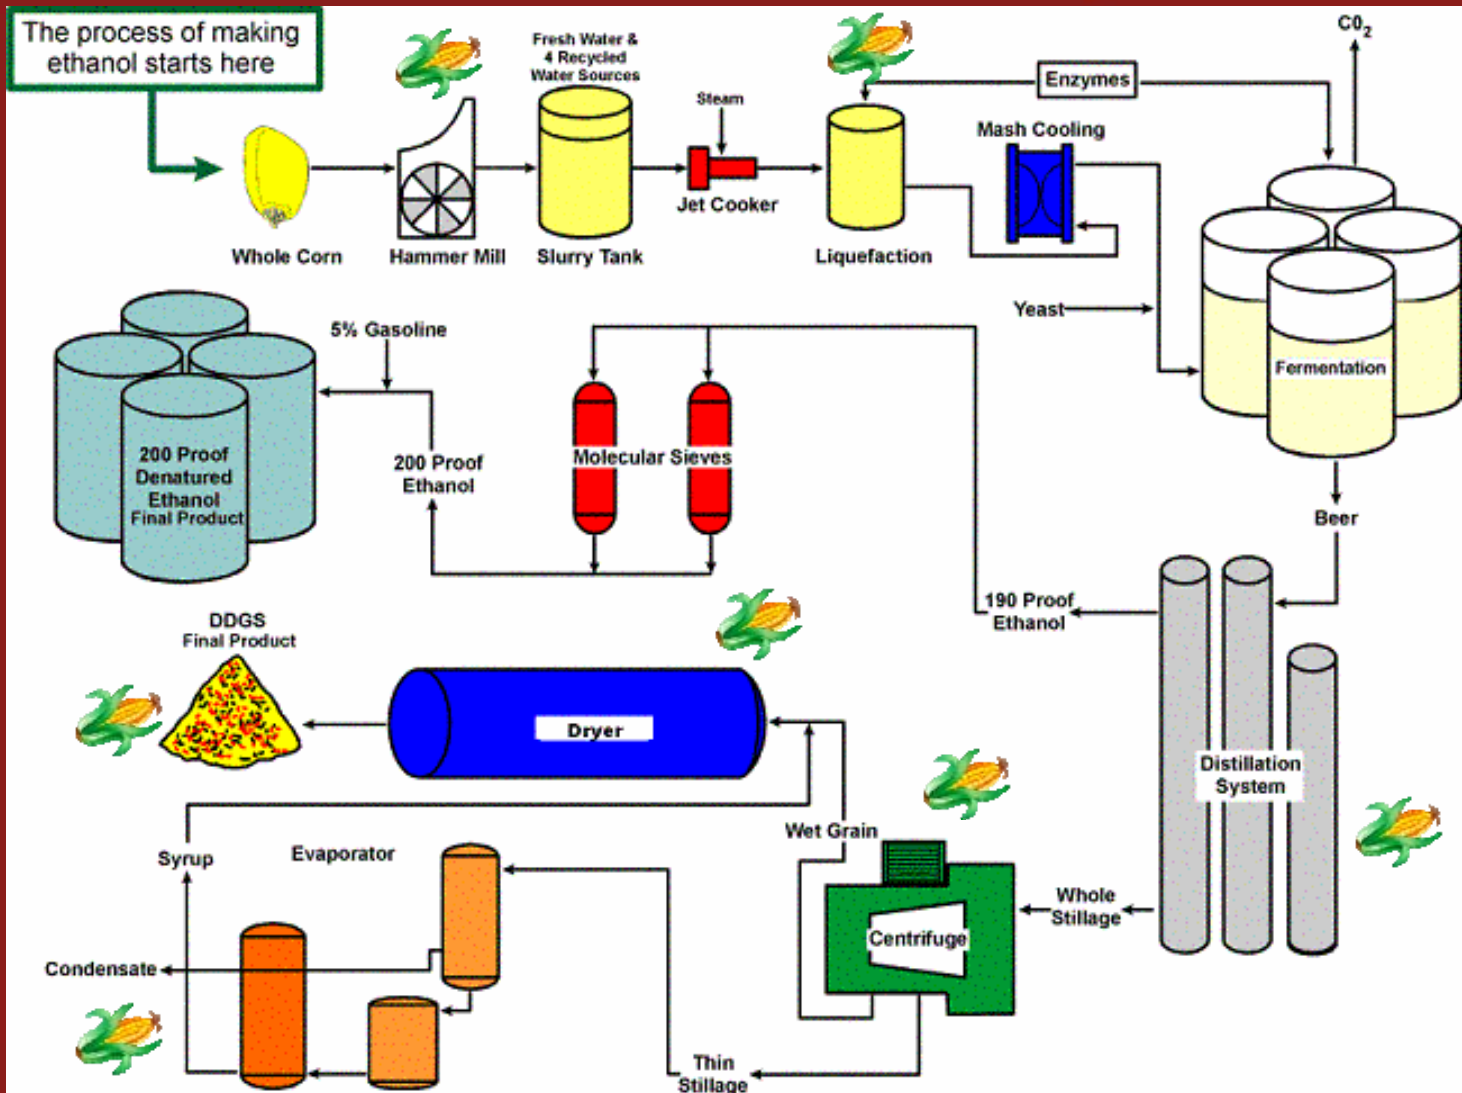 The process of making
ethanol starts here
Fresh Water &
4 Recycled
Water Sources
Steam
Enzymes
C0₂
Mash Cooling
Jet Cooker
Whole Corn
Hammer Mill
Slurry Tank
Liquefaction
Yeast
5% Gasoline
Fermentation
200 Proof
Denatured
Ethanol
Final Product
200 Proof
Ethanol
Molecular Sieves
Beer
190 Proof
Ethanol
DDGS
Final Product
Dryer
Distillation
System
Wet Grain
Syrup
Evaporator
Whole
Stillage
Centrifuge
Condensate
Thin
Stillage